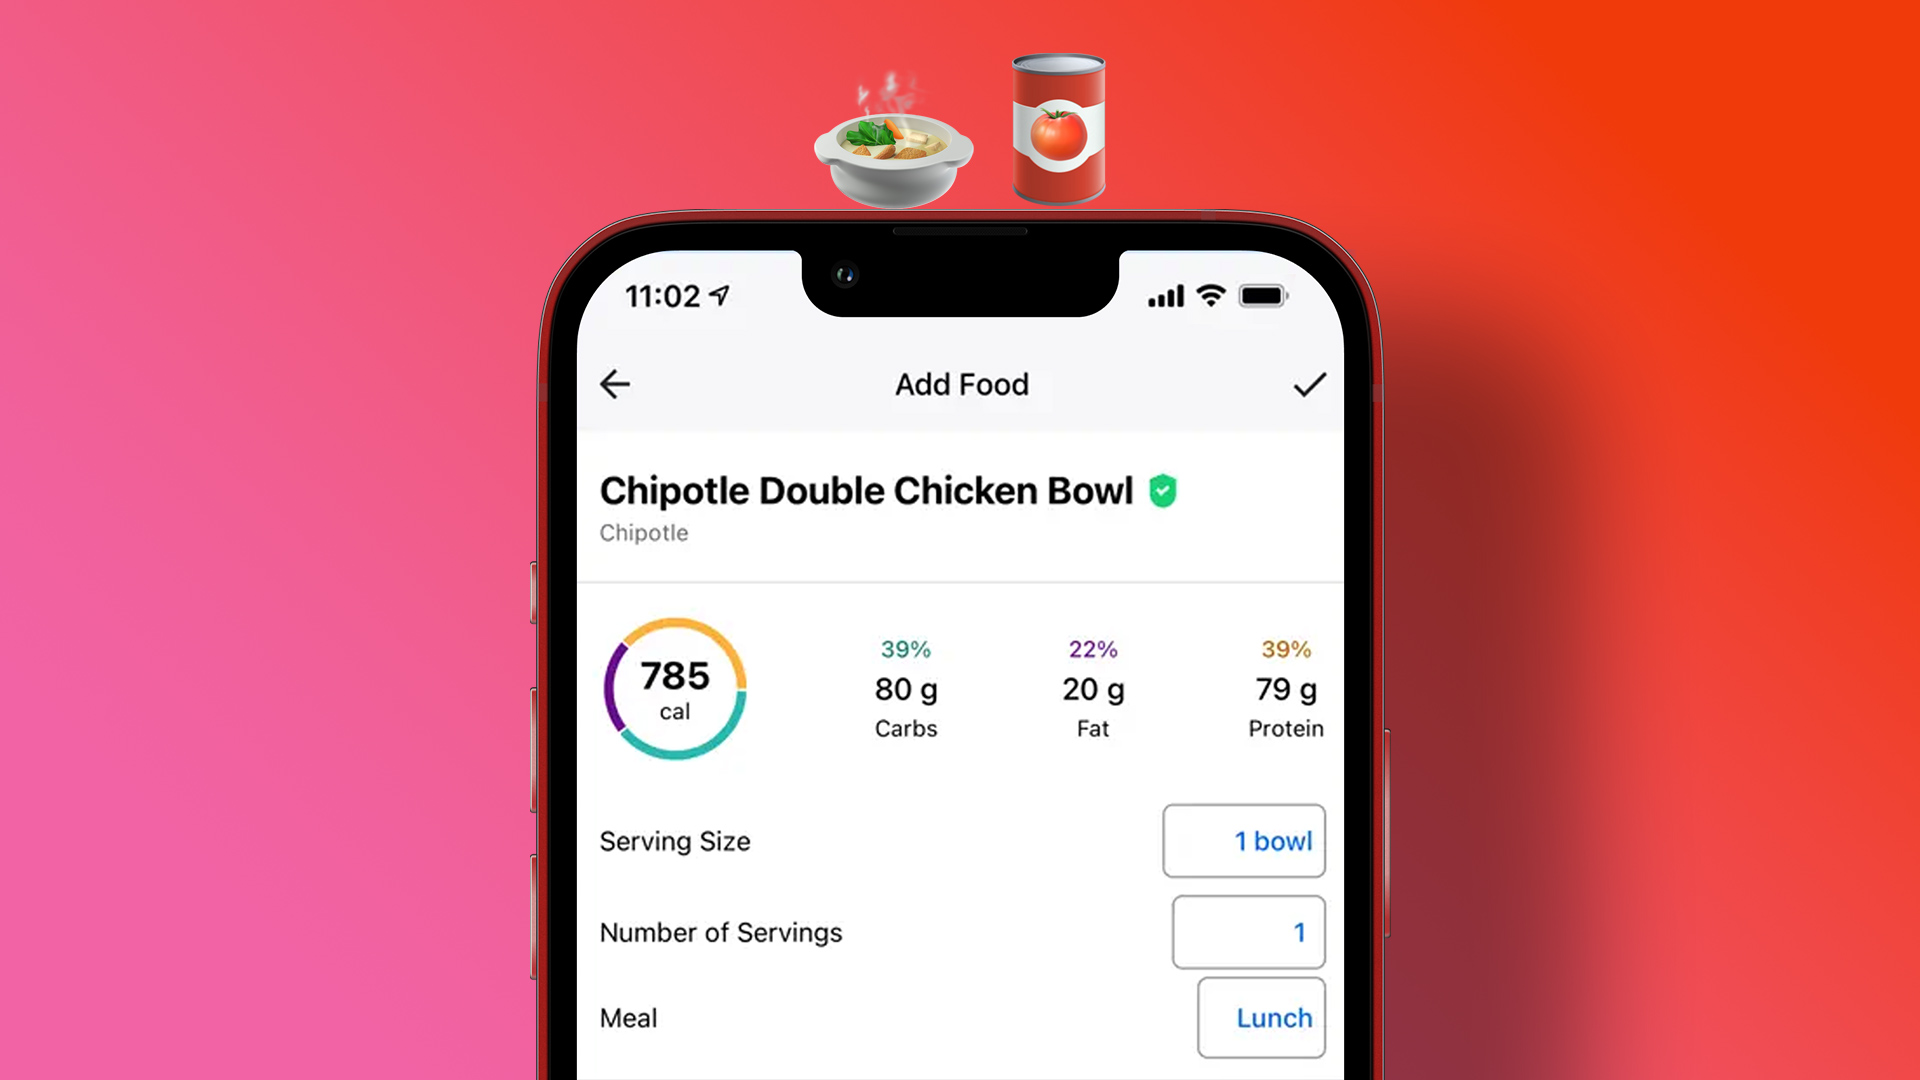 11:02
Add Food
Chipotle Double Chicken Bowl
Chipotle
785
cal
39%
80 g
Carbs
22%
20 g
Fat
39%
79 g
Protein
Serving Size
1 bowl
Number of Servings
1
Meal
Lunch